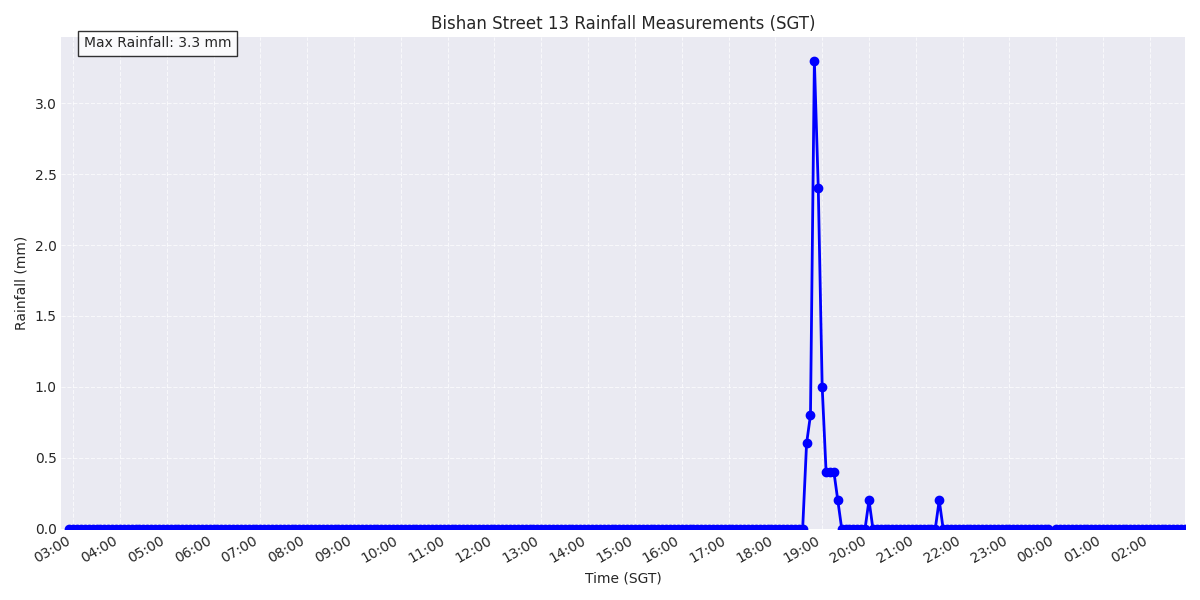 Bishan Street 13 Rainfall Measurements (SGT)
Max Rainfall: 3.3 mm
Rainfall (mm)
3.0
2.5
2.0
1.5
1.0
0.5
0.0
03:00 04:00 05:00 06:00 07:00 08:00 09:00 10:00 11:00 12:00 13:00 14:00 15:00 16:00 17:00 18:00 19:00 20:00 21:00 22:00 23:00 00:00 01:00 02:00
Time (SGT)